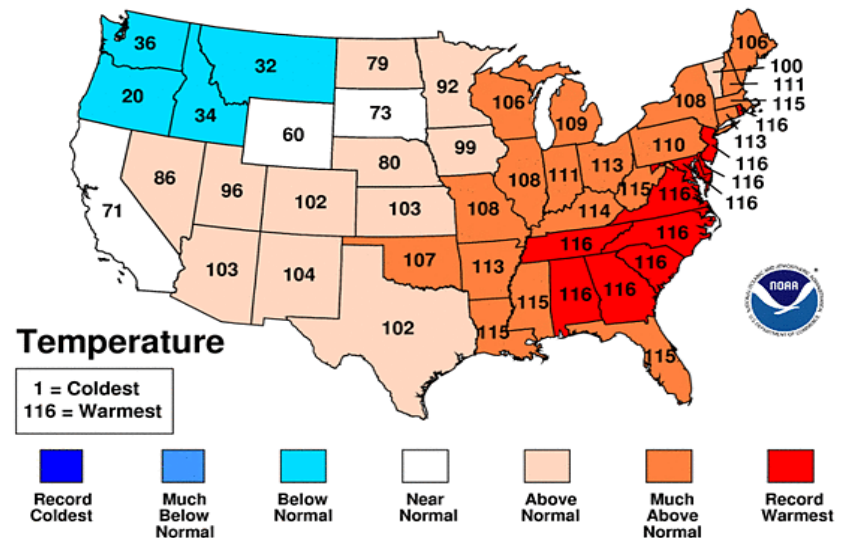 36
32
20
34
79
92
73
60
80
99
86
96
102
103
71
103
104
107
102
106
109
108
111
113
110
108
106
100
111
115
116
113
116
116
116
108
115
114
116
116
116
113
116
116
116
115
115
115
NOAA
Temperature
1 = Coldest
116 = Warmest
Record
Coldest
Much
Below
Normal
Below
Normal
Near
Normal
Above
Normal
Much
Above
Normal
Record
Warmest